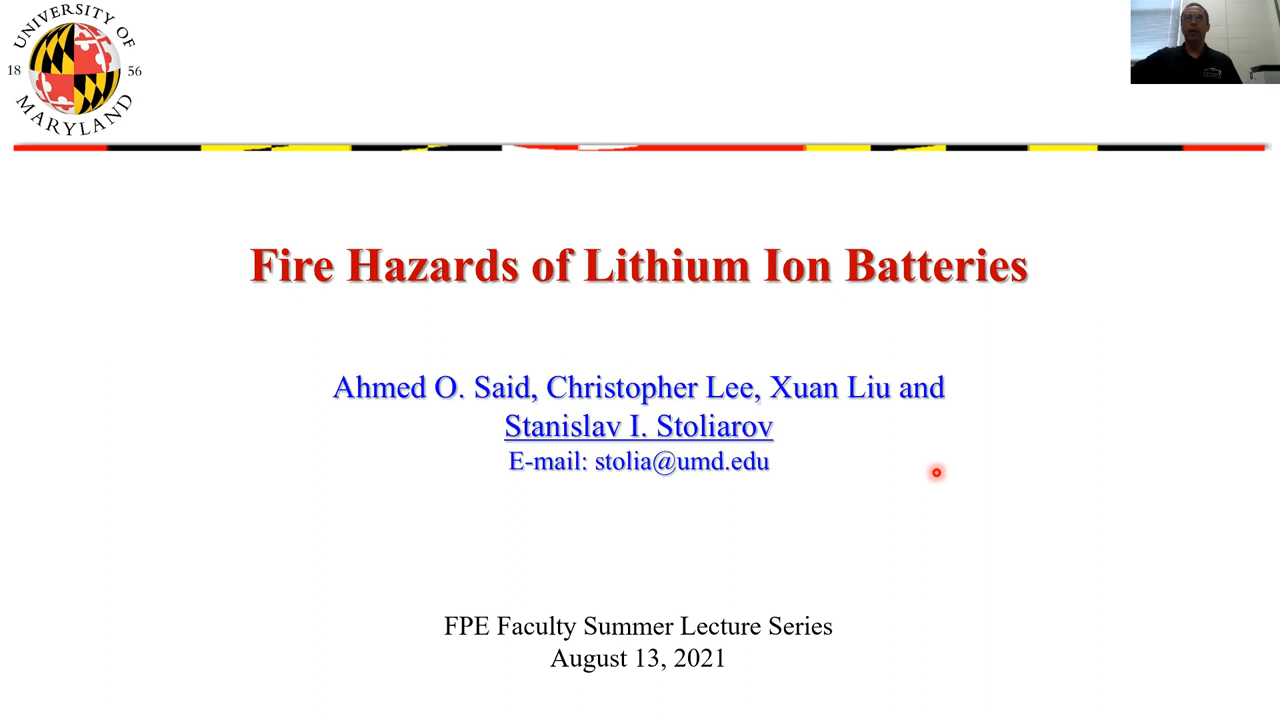 UNIVERSITY OF
18 56
MARYLAND
Fire Hazards of Lithium Ion Batteries
Ahmed O. Said, Christopher Lee, Xuan Liu and
Stanislav I. Stoliarov
E-mail: stolia@umd.edu
FPE Faculty Summer Lecture Series
August 13, 2021